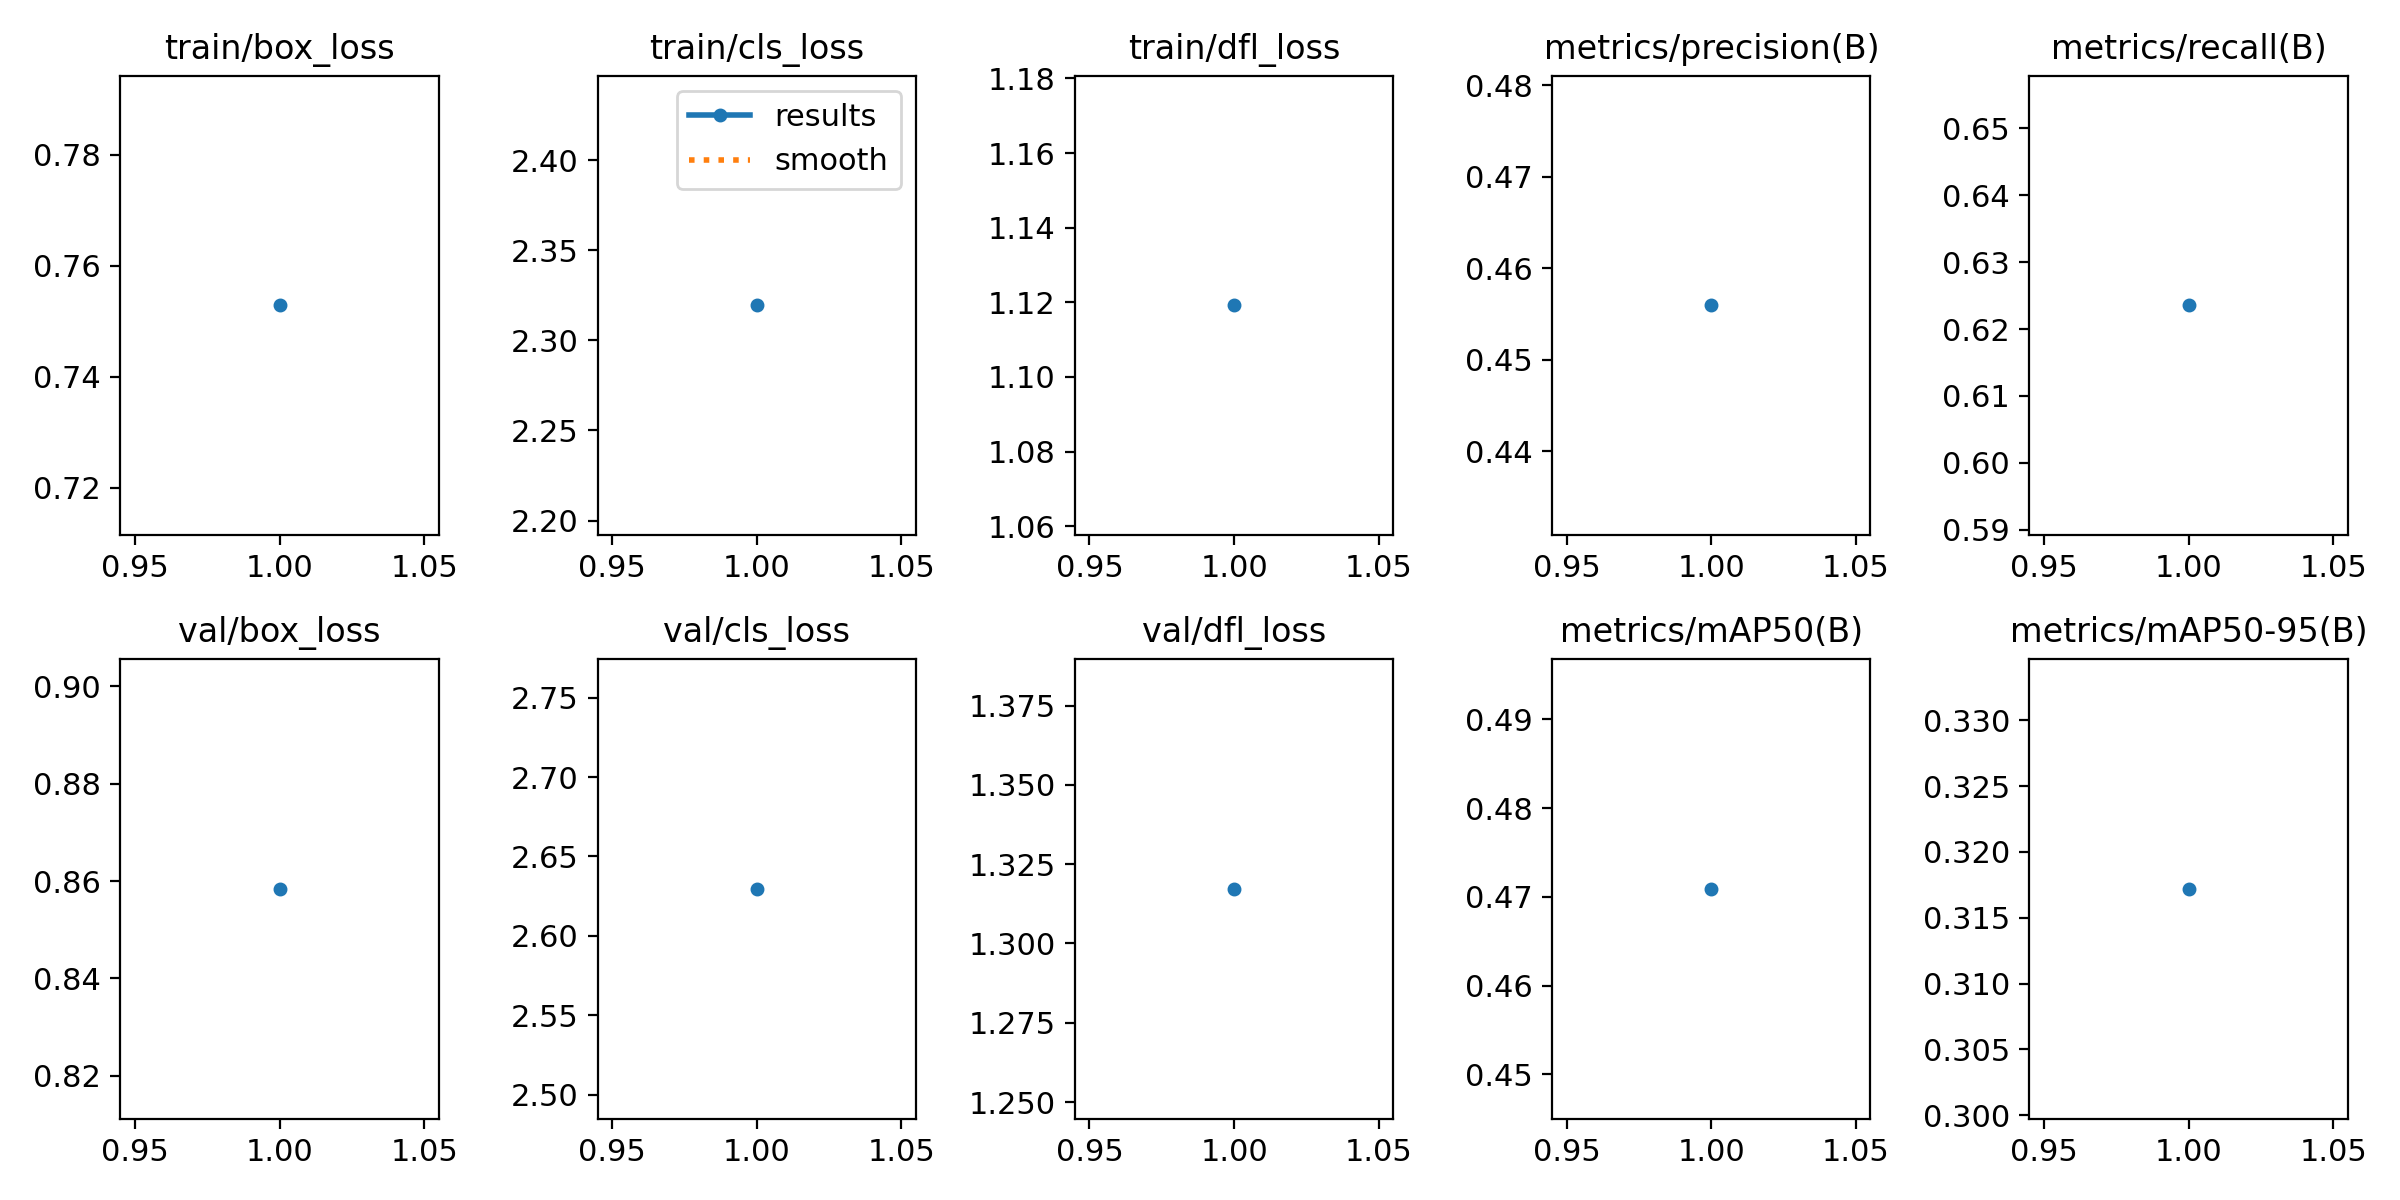 train/box_loss
0.78
0.76
0.74
0.72
0.95 1.00 1.05
train/cls_loss
results
smooth
2.40
2.35
2.30
2.25
2.20
0.95 1.00 1.05
train/dfl_loss
1.18
1.16
1.14
1.12
1.10
1.08
1.06
0.95 1.00 1.05
metrics/precision(B)
0.48
0.47
0.46
0.45
0.44
0.95 1.00 1.05
metrics/recall(B)
0.65
0.64
0.63
0.62
0.61
0.60
0.59
0.95 1.00 1.05
val/box_loss
0.90
0.88
0.86
0.84
0.82
0.95 1.00 1.05
val/cls_loss
2.75
2.70
2.65
2.60
2.55
2.50
0.95 1.00 1.05
val/dfl_loss
1.375
1.350
1.325
1.300
1.275
1.250
0.95 1.00 1.05
metrics/mAP50(B)
0.49
0.48
0.47
0.46
0.45
0.95 1.00 1.05
metrics/mAP50-95(B)
0.330
0.325
0.320
0.315
0.310
0.305
0.300
0.95 1.00 1.05